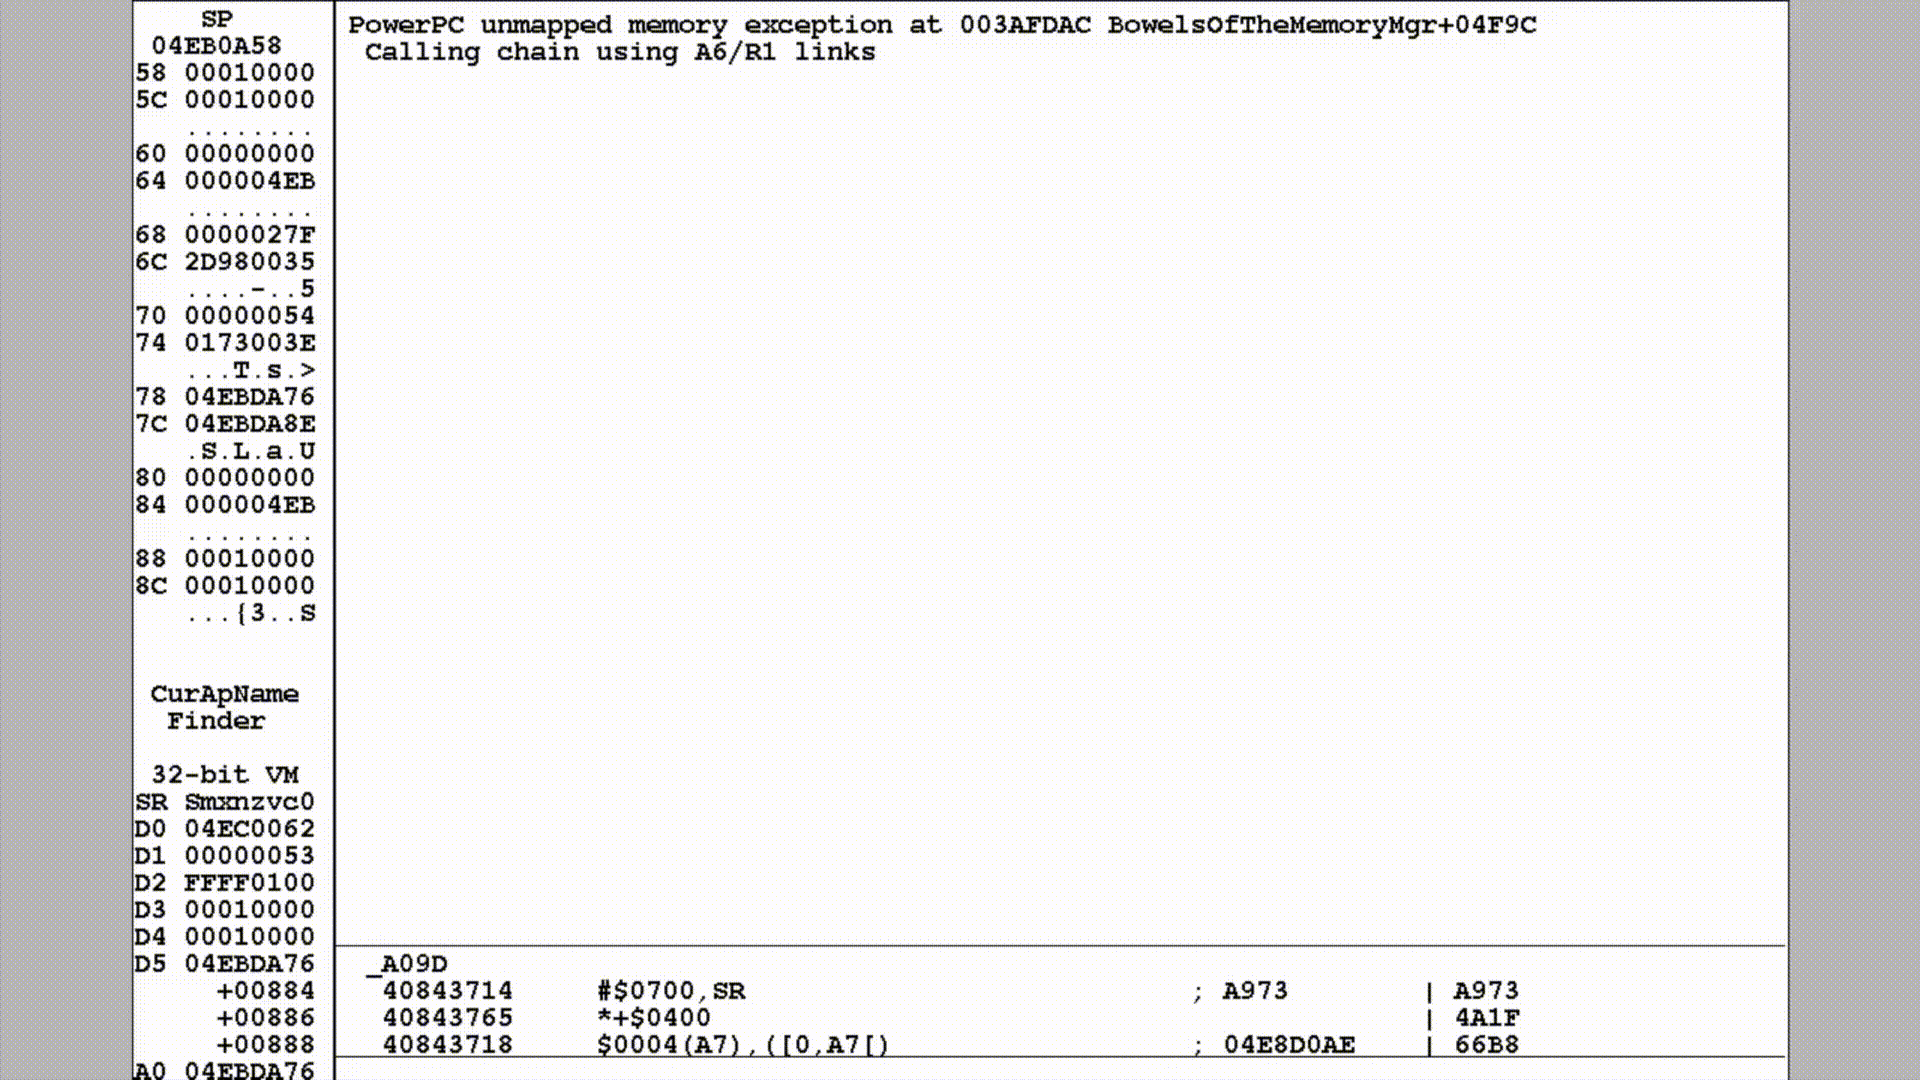 SP
04EB0A58
58 00010000
5C 00010000
........
60 00000000
64 000004EB
........
68 0000027F
6C 2D980035
....-..5
70 00000054
74 0173003E
...T.s.>
78 04EBDA76
7C 04EBDA8E
.S.L.a.U
80 00000000
84 000004EB
........
88 00010000
8C 00010000
...{3..S
CurApName
Finder
32-bit VM
SR Smxnzvc0
D0 04EC0062
D1 00000053
D2 FFFF0100
D3 00010000
D4 00010000
D5 04EBDA76
PowerPC unmapped memory exception at 003AFDAC BowelsOfTheMemoryMgr+04F9C
Calling chain using A6/R1 links
_A09D
+00884 40843714 #$0700,SR ; A973 | A973
+00886 40843765 *+$0400 | 4A1F
+00888 40843718 $0004(A7),([0,A7[) ; 04E8D0AE | 66B8
A0 04EBDA76